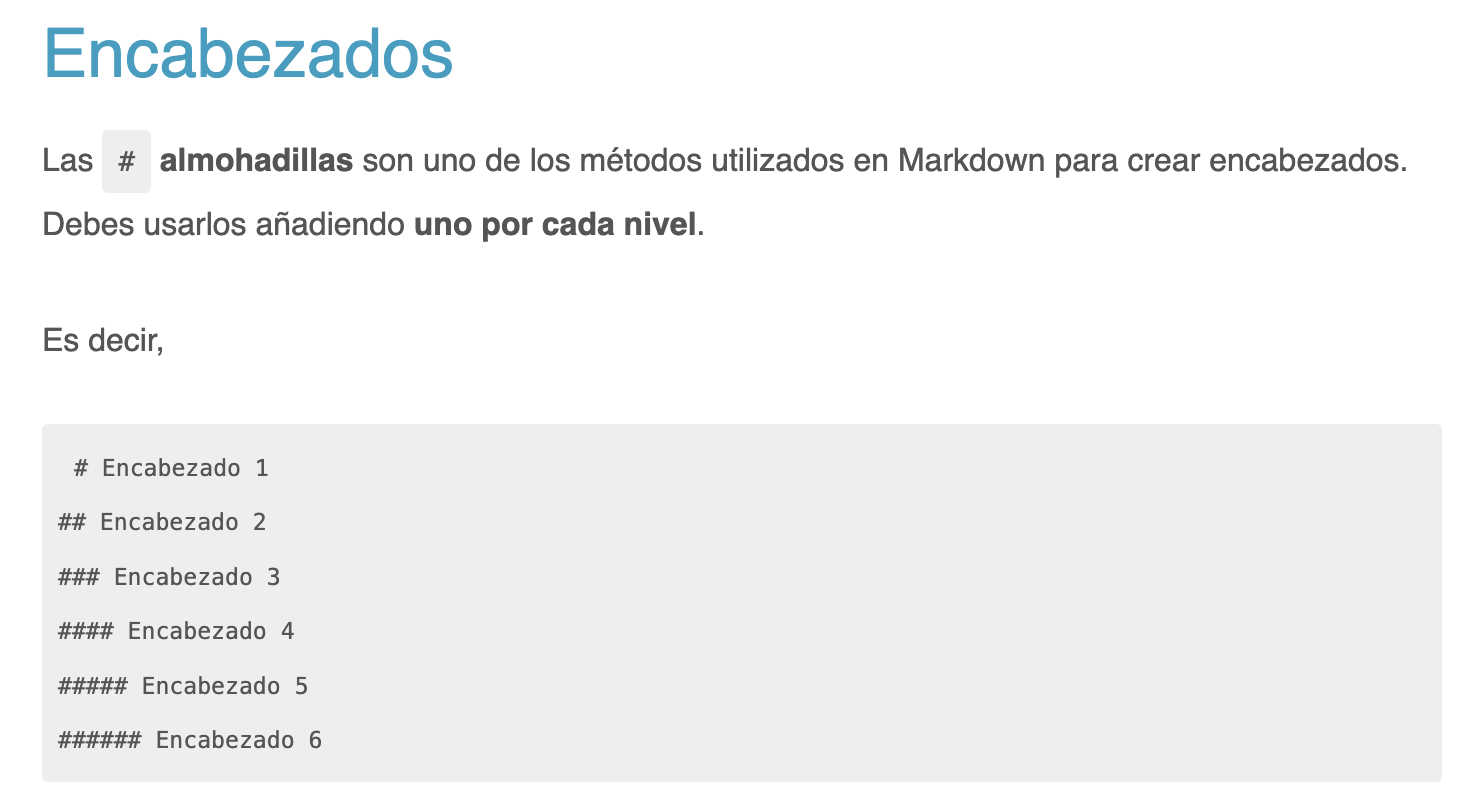 Encabezados
Las # almohadillas son uno de los métodos utilizados en Markdown para crear encabezados.
Debes usarlos añadiendo uno por cada nivel.
Es decir,
# Encabezado 1
## Encabezado 2
### Encabezado 3
#### Encabezado 4
##### Encabezado 5
###### Encabezado 6